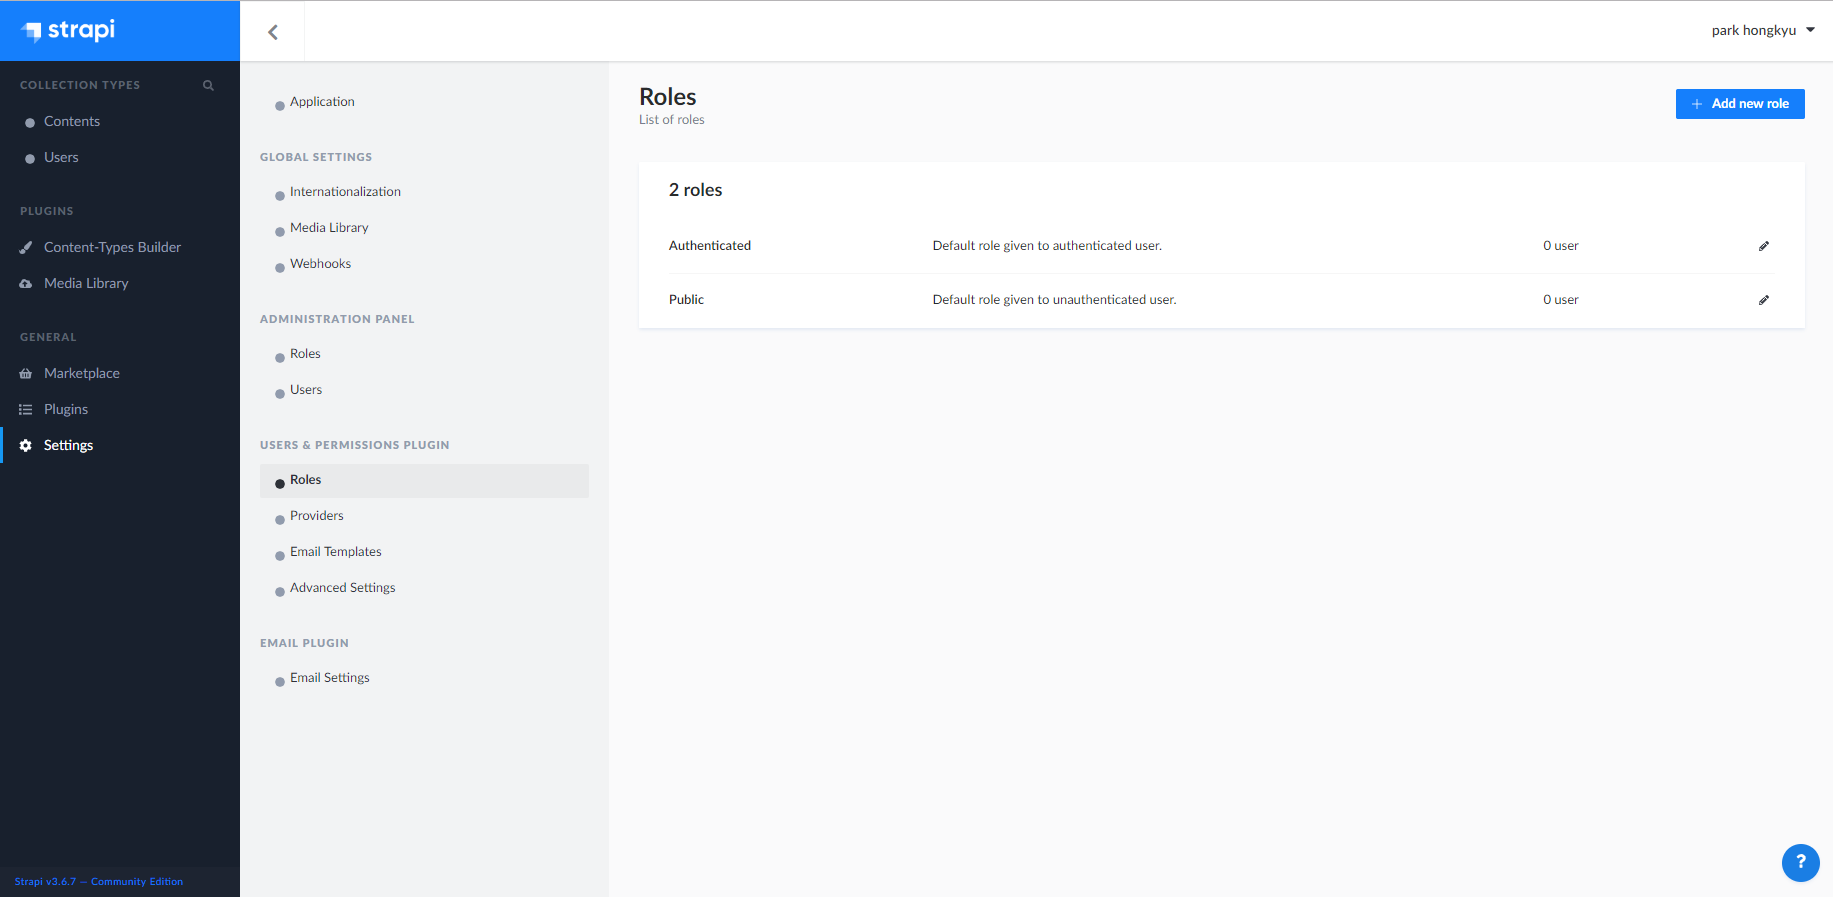 strapi
park hongkyu
COLLECTION TYPES
Contents
Users
PLUGINS
Content-Types Builder
Media Library
GENERAL
Marketplace
Plugins
Settings
Strapi v3.6.7 — Community Edition
Application
GLOBAL SETTINGS
Internationalization
Media Library
Webhooks
ADMINISTRATION PANEL
Roles
Users
USERS & PERMISSIONS PLUGIN
Roles
Providers
Email Templates
Advanced Settings
EMAIL PLUGIN
Email Settings
Roles
List of roles
+ Add new role
2 roles
Authenticated Default role given to authenticated user. 0 user
Public Default role given to unauthenticated user. 0 user
?